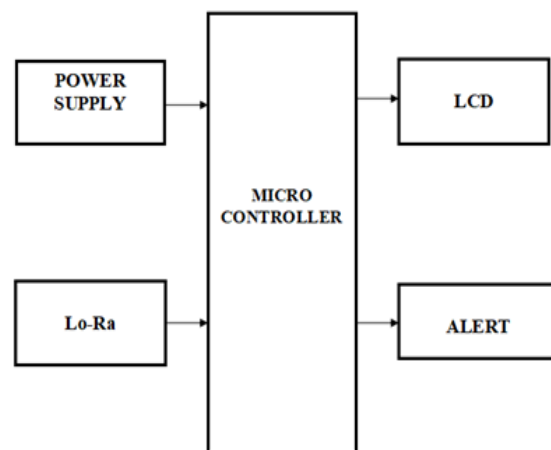 POWER
SUPPLY
LCD
MICRO
CONTROLLER
Lo-Ra
ALERT